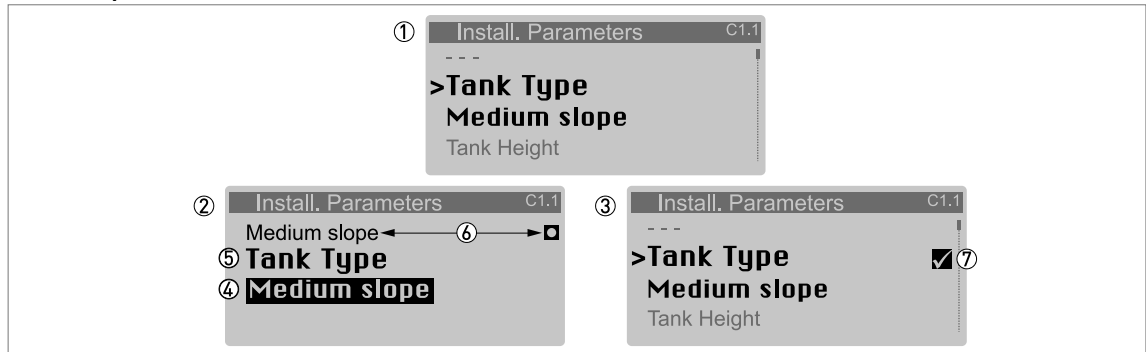 ① Install. Parameters C1.1
- - -
>Tank Type
Medium slope
Tank Height
② Install. Parameters C1.1
Medium slope ⑥
⑤ Tank Type
④ Medium slope
③ Install. Parameters C1.1
- - -
>Tank Type ⑦
Medium slope
Tank Height